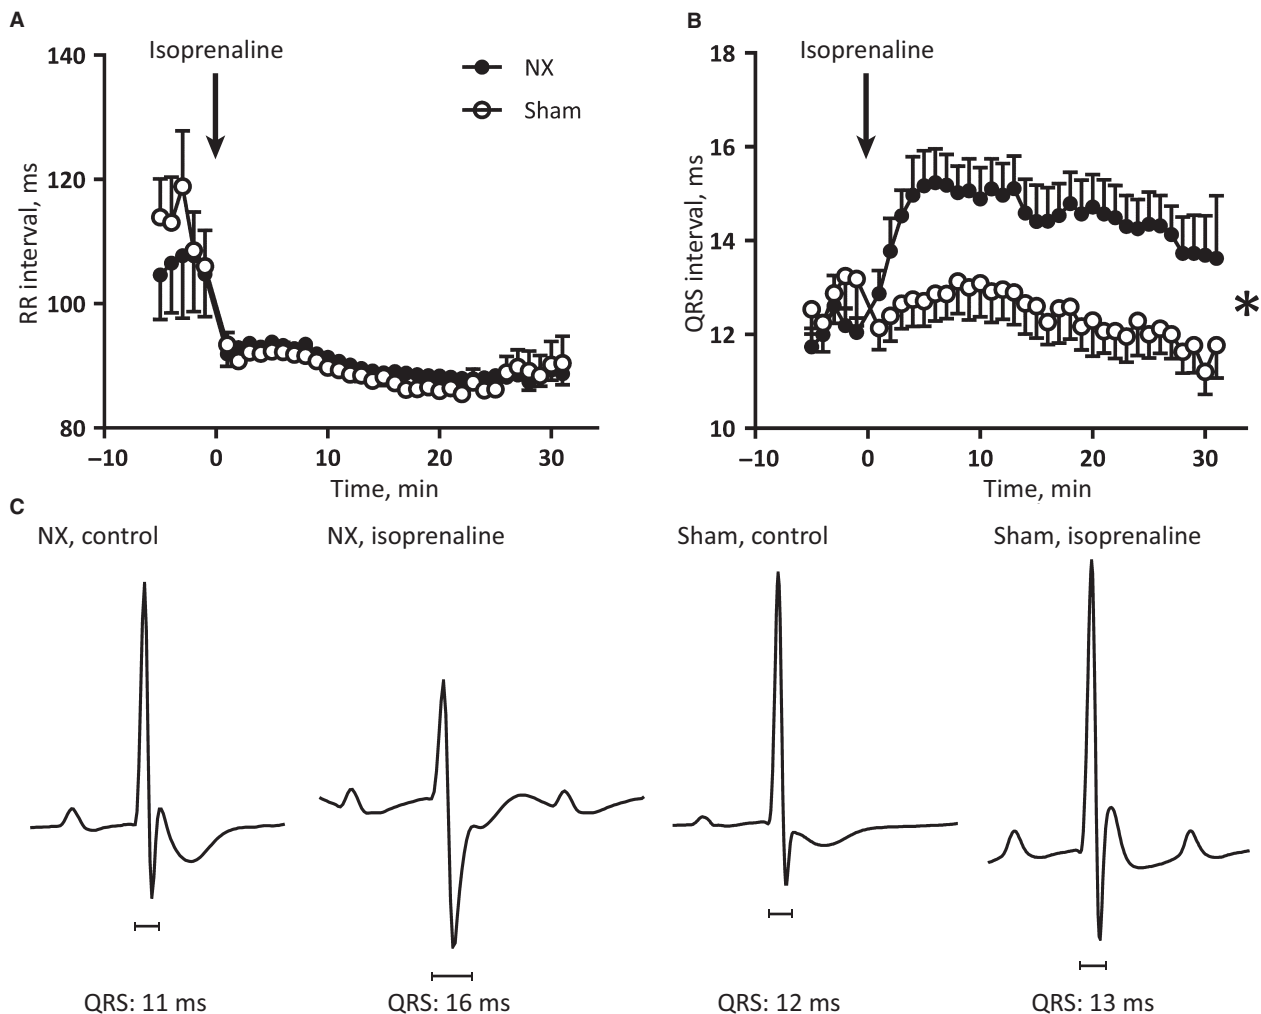 A
Isoprenaline
NX
Sham
RR interval, ms
140
120
100
80
–10
0
10
20
30
Time, min
B
Isoprenaline
QRS interval, ms
18
16
14
12
10
–10
0
10
20
30
Time, min
*
C
NX, control
NX, isoprenaline
Sham, control
Sham, isoprenaline
QRS: 11 ms
QRS: 16 ms
QRS: 12 ms
QRS: 13 ms